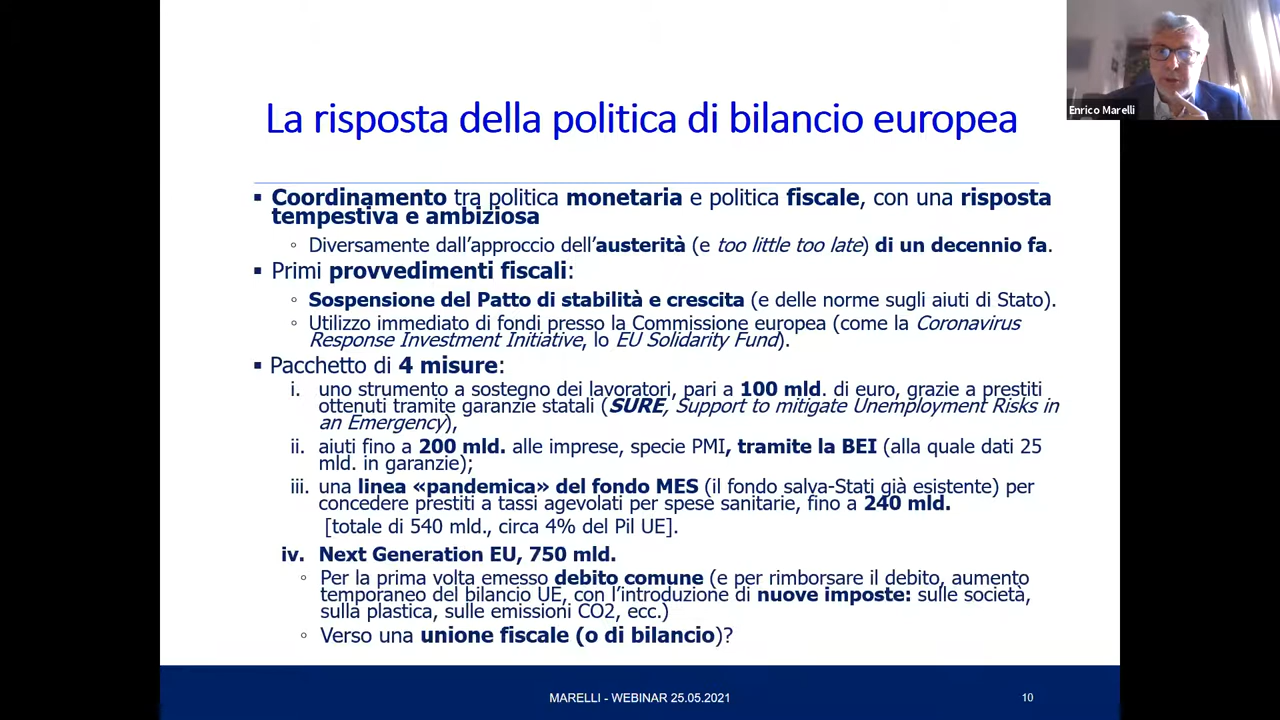 Enrico Marelli
La risposta della politica di bilancio europea
▪ Coordinamento tra politica monetaria e politica fiscale, con una risposta
tempestiva e ambiziosa
◦ Diversamente dall’approccio dell’austerità (e too little too late) di un decennio fa.
▪ Primi provvedimenti fiscali:
◦ Sospensione del Patto di stabilità e crescita (e delle norme sugli aiuti di Stato).
◦ Utilizzo immediato di fondi presso la Commissione europea (come la Coronavirus
Response Investment Initiative, lo EU Solidarity Fund).
▪ Pacchetto di 4 misure:
i. uno strumento a sostegno dei lavoratori, pari a 100 mld. di euro, grazie a prestiti
ottenuti tramite garanzie statali (SURE, Support to mitigate Unemployment Risks in
an Emergency),
ii. aiuti fino a 200 mld. alle imprese, specie PMI, tramite la BEI (alla quale dati 25
mld. in garanzie);
iii. una linea «pandemica» del fondo MES (il fondo salva-Stati già esistente) per
concedere prestiti a tassi agevolati per spese sanitarie, fino a 240 mld.
[totale di 540 mld., circa 4% del Pil UE].
iv. Next Generation EU, 750 mld.
◦ Per la prima volta emesso debito comune (e per rimborsare il debito, aumento
temporaneo del bilancio UE, con l’introduzione di nuove imposte: sulle società,
sulla plastica, sulle emissioni CO2, ecc.)
◦ Verso una unione fiscale (o di bilancio)?
MARELLI - WEBINAR 25.05.2021
10